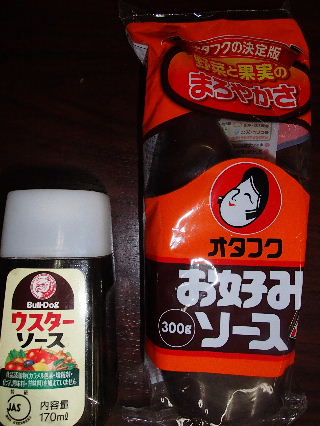 オタフクの決定版
野菜と果実の
まろやかさ
オタフク
お好み
ソース
300g
Bull-Dog
ウスター
ソース
JAS
内容量
170ml